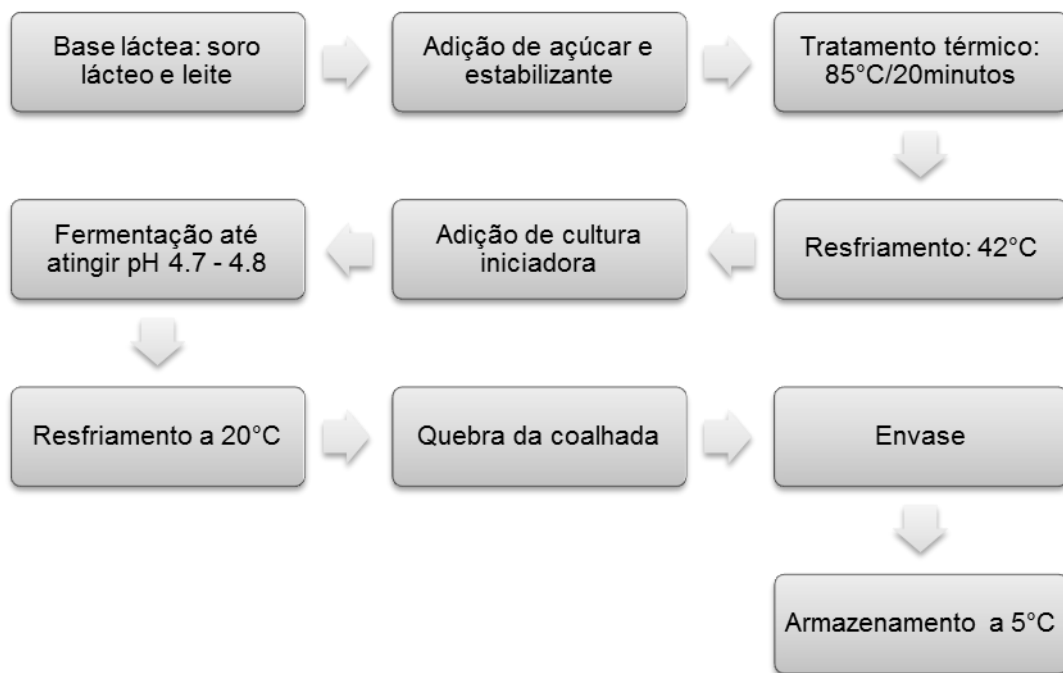 Base láctea: soro
lácteo e leite
Adição de açúcar e
estabilizante
Tratamento térmico:
85°C/20minutos
Resfriamento: 42°C
Adição de cultura
iniciadora
Fermentação até
atingir pH 4.7 - 4.8
Resfriamento a 20°C
Quebra da coalhada
Envase
Armazenamento a 5°C